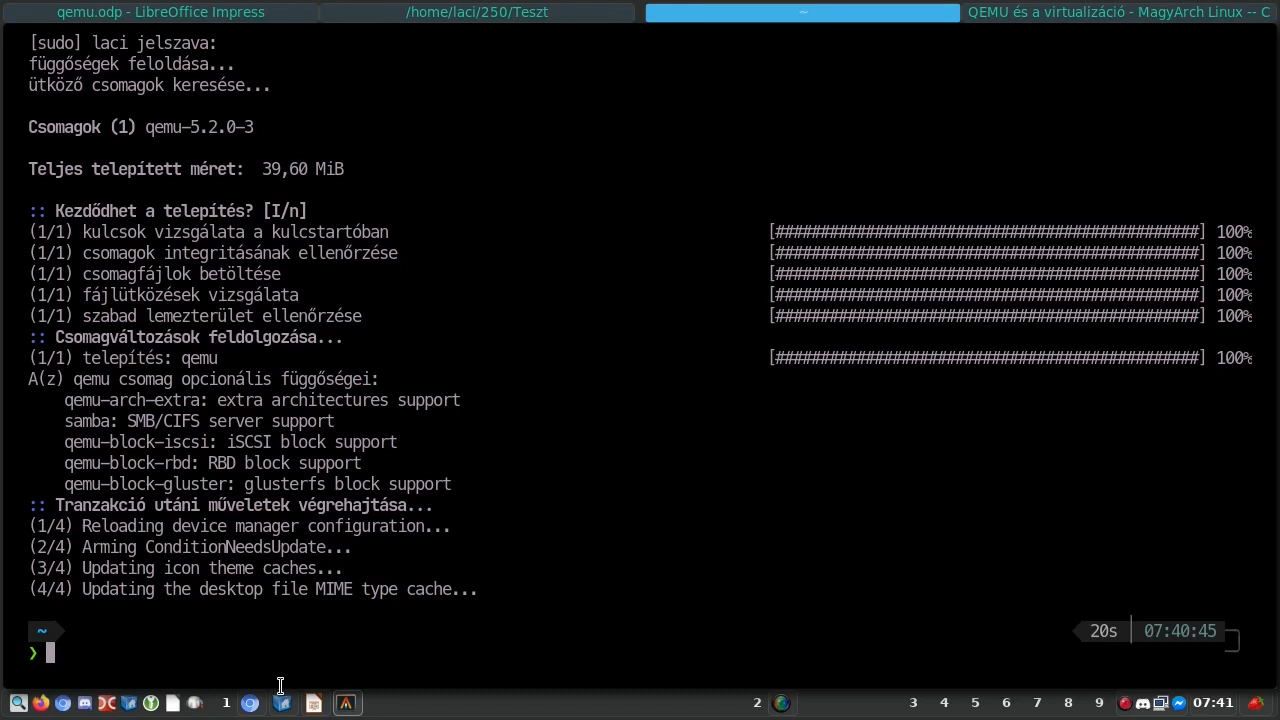 qemu.odp - LibreOffice Impress /home/laci/250/Teszt ~ QEMU és a virtualizáció - MagyArch Linux -- C
[sudo] laci jelszava:
függőségek feloldása...
ütköző csomagok keresése...
Csomagok (1) qemu-5.2.0-3
Teljes telepített méret:  39,60 MiB
:: Kezdődhet a telepítés? [I/n]
(1/1) kulcsok vizsgálata a kulcstartóban [###############################################] 100%
(1/1) csomagok integritásának ellenőrzése [###############################################] 100%
(1/1) csomagfájlok betöltése [###############################################] 100%
(1/1) fájlütközések vizsgálata [###############################################] 100%
(1/1) szabad lemezterület ellenőrzése [###############################################] 100%
:: Csomagváltozások feldolgozása...
(1/1) telepítés: qemu [###############################################] 100%
A(z) qemu csomag opcionális függőségei:
qemu-arch-extra: extra architectures support
samba: SMB/CIFS server support
qemu-block-iscsi: iSCSI block support
qemu-block-rbd: RBD block support
qemu-block-gluster: glusterfs block support
:: Tranzakció utáni műveletek végrehajtása...
(1/4) Reloading device manager configuration...
(2/4) Arming ConditionNeedsUpdate...
(3/4) Updating icon theme caches...
(4/4) Updating the desktop file MIME type cache...
~ 20s 07:40:45
❯
1 2 3 4 5 6 7 8 9 07:41